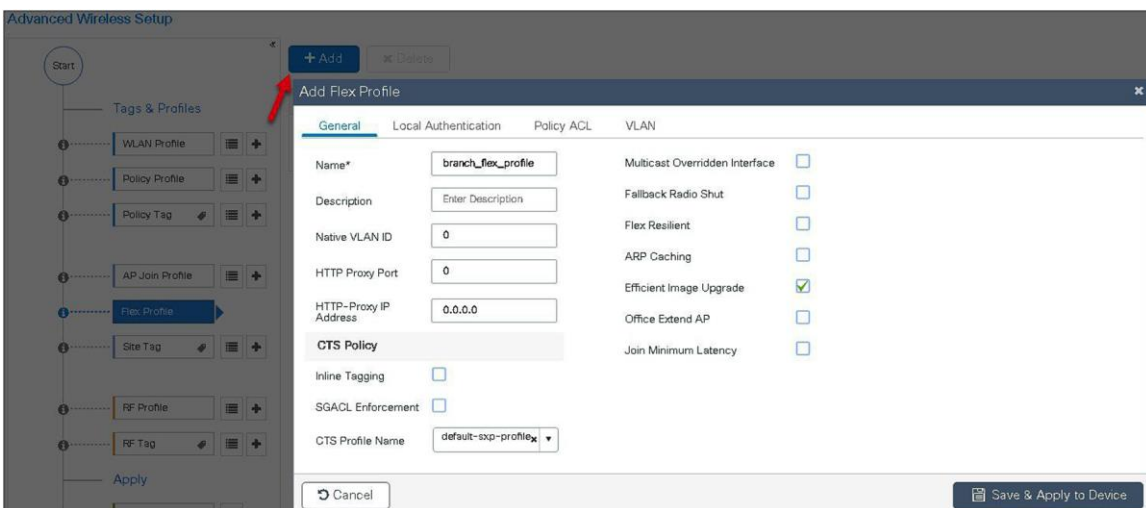 Advanced Wireless Setup
Start
Tags & Profiles
WLAN Profile
Policy Profile
Policy Tag
AP Join Profile
Flex Profile
Site Tag
RF Profile
RF Tag
Apply
+ Add
× Delete
Add Flex Profile
General Local Authentication Policy ACL VLAN
Name* branch_flex_profile
Description Enter Description
Native VLAN ID 0
HTTP Proxy Port 0
HTTP-Proxy IP
Address 0.0.0.0
CTS Policy
Inline Tagging
SGACL Enforcement
CTS Profile Name default-sxp-profile
Multicast Overridden Interface
Fallback Radio Shut
Flex Resilient
ARP Caching
Efficient Image Upgrade
Office Extend AP
Join Minimum Latency
Cancel
Save & Apply to Device